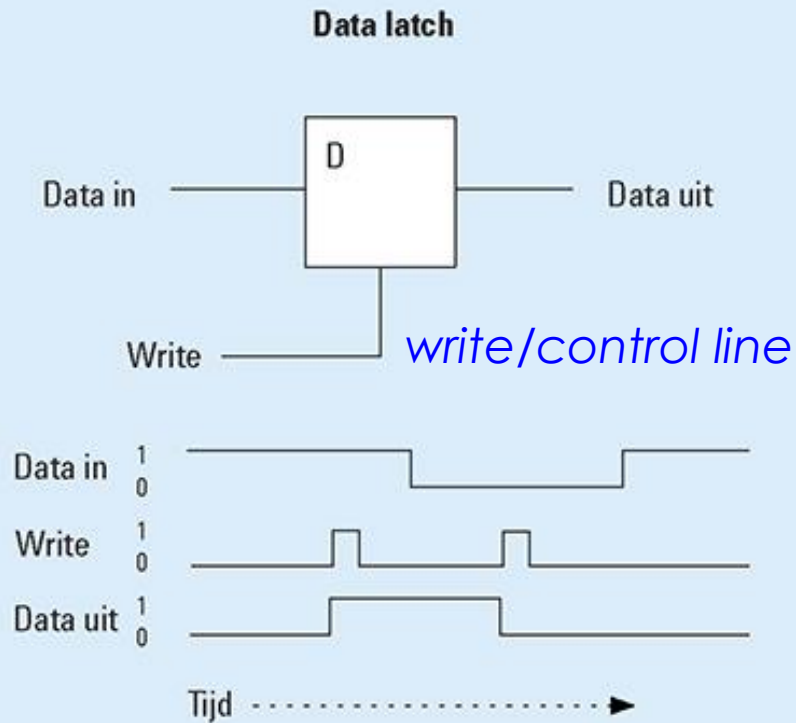 Data latch
D
Data in
Data uit
Write
write/control line
Data in 1
0
Write 1
0
Data uit 1
0
Tijd